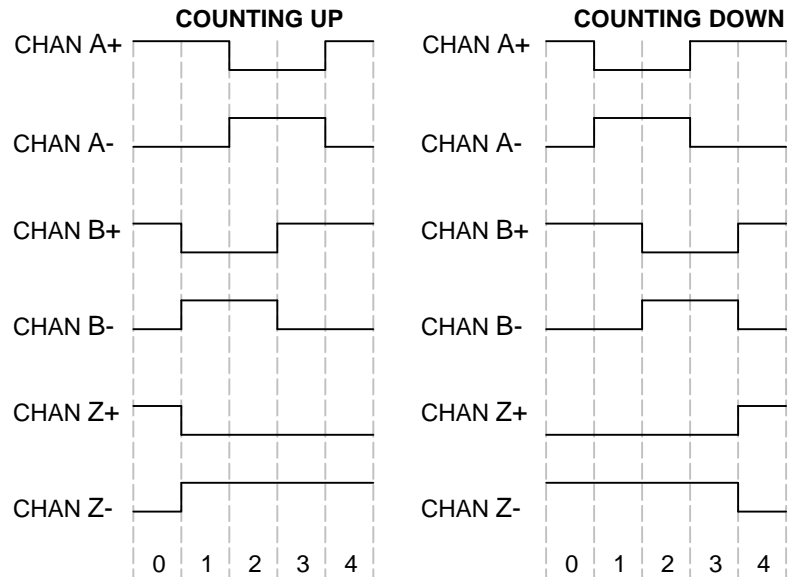 COUNTING UP
CHAN A+
CHAN A-
CHAN B+
CHAN B-
CHAN Z+
CHAN Z-
0 1 2 3 4
COUNTING DOWN
CHAN A+
CHAN A-
CHAN B+
CHAN B-
CHAN Z+
CHAN Z-
0 1 2 3 4